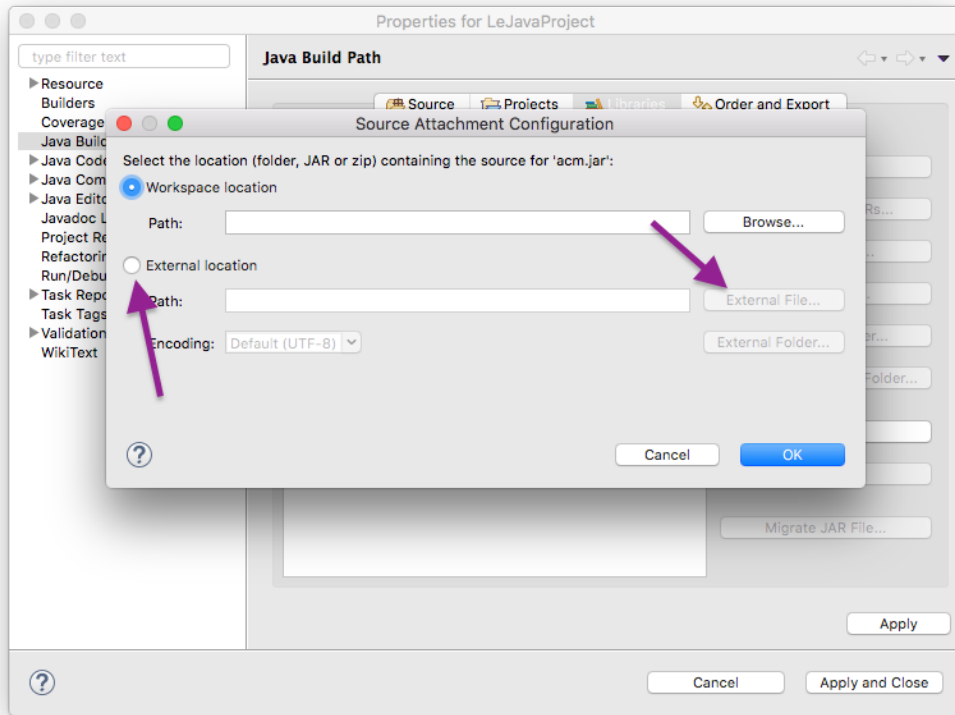 Properties for LeJavaProject
type filter text
Java Build Path
Resource
Builders
Coverage
Java Build
Java Code
Java Com
Java Edito
Javadoc L
Project Re
Refactorin
Run/Debu
Task Repo
Task Tags
Validation
WikiText
Source
Projects
Libraries
Order and Export
Source Attachment Configuration
Select the location (folder, JAR or zip) containing the source for 'acm.jar':
Workspace location
Path:
Browse...
External location
Path:
External File...
Encoding:
Default (UTF-8)
External Folder...
?
Cancel
OK
Rs...
er...
Folder...
Migrate JAR File...
Apply
?
Cancel
Apply and Close